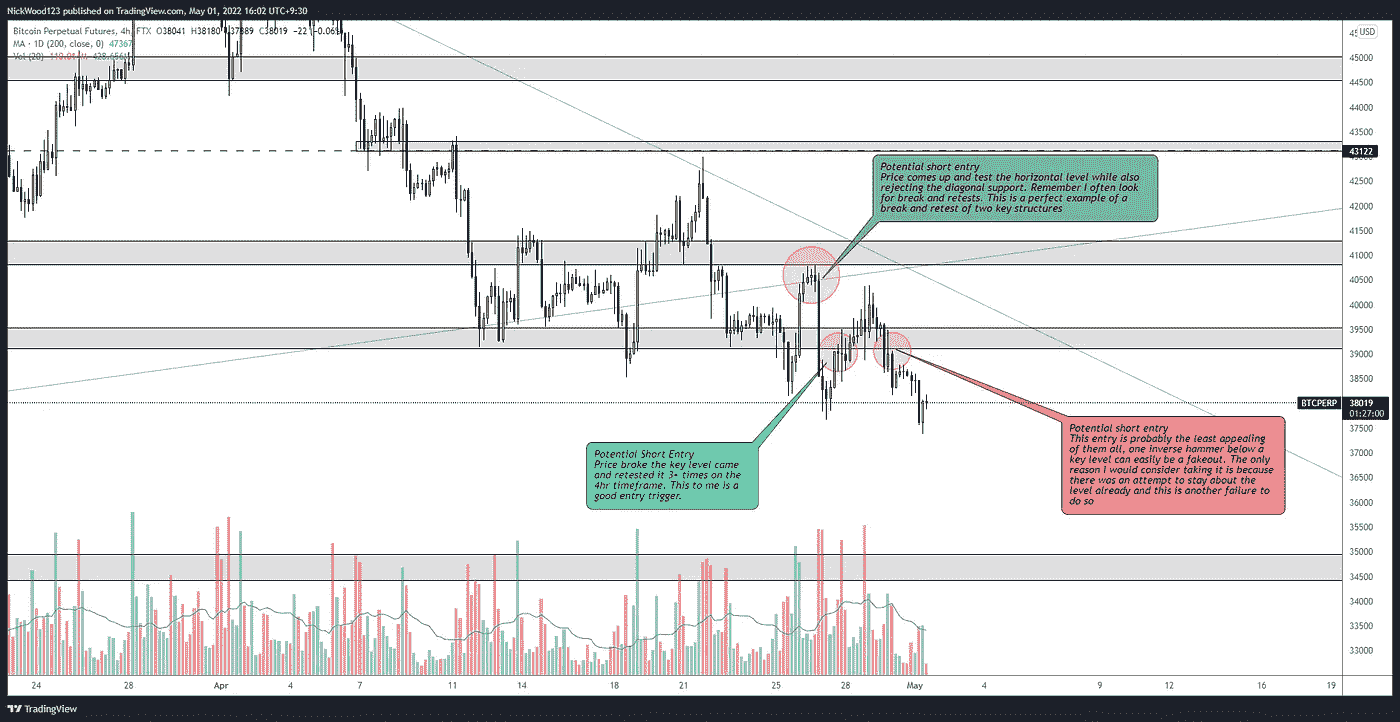 NickWood123 published on TradingView.com, May 01, 2022 16:02 UTC+9:30
Bitcoin Perpetual Futures, 4h, FTX O38041 H38180 C38019 −22
MA · 1D (200, close, 0) 47367
Vol (20)
USD
45000
44500
44000
43500
43122
42500
42000
41500
41000
40500
40000
39500
39000
38500
BTCPERP 38019
01:27:00
37500
37000
36500
36000
35500
35000
34500
34000
33500
33000
Potential short entry
Price comes up and test the horizontal level while also
rejecting the diagonal support. Remember I often look
for break and retests. This is a perfect example of a
break and retest of two key structures
Potential Short Entry
Price broke the key level came
and retested it 3+ times on the
4hr timeframe. This to me is a
good entry trigger.
Potential short entry
This entry is probably the least appealing
of them all, one inverse hammer below a
key level can easily be a fakeout. The only
reason I would consider taking it is because
there was an attempt to stay about the
level already and this is another failure to
do so
24 28 Apr 4 7 11 14 18 21 25 28 May 4 9 12 16 19
TradingView